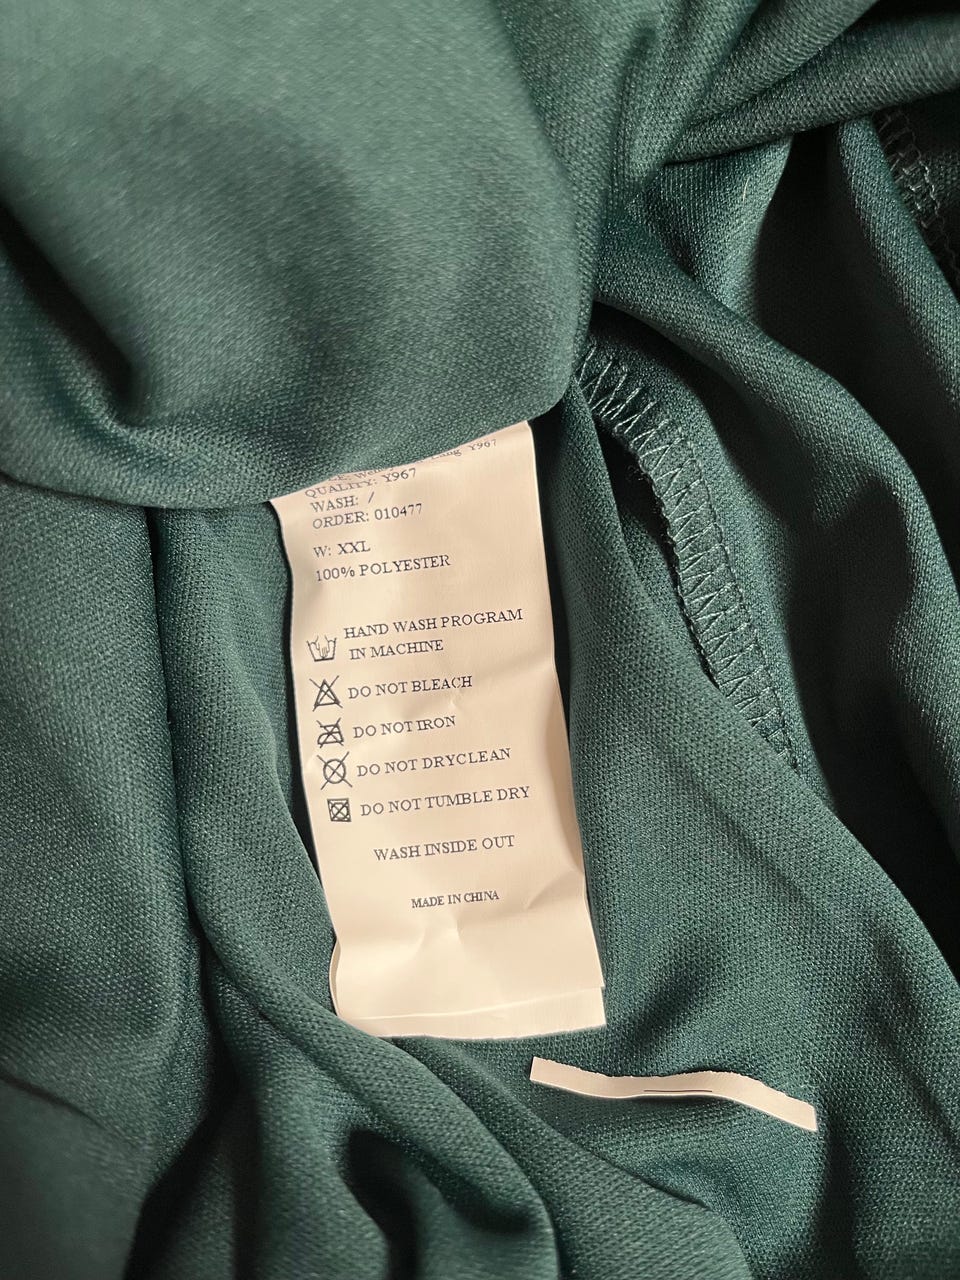 Y967
QUALITY: Y967
WASH: /
ORDER: 010477
W: XXL
100% POLYESTER
HAND WASH PROGRAM
IN MACHINE
DO NOT BLEACH
DO NOT IRON
DO NOT DRYCLEAN
DO NOT TUMBLE DRY
WASH INSIDE OUT
MADE IN CHINA